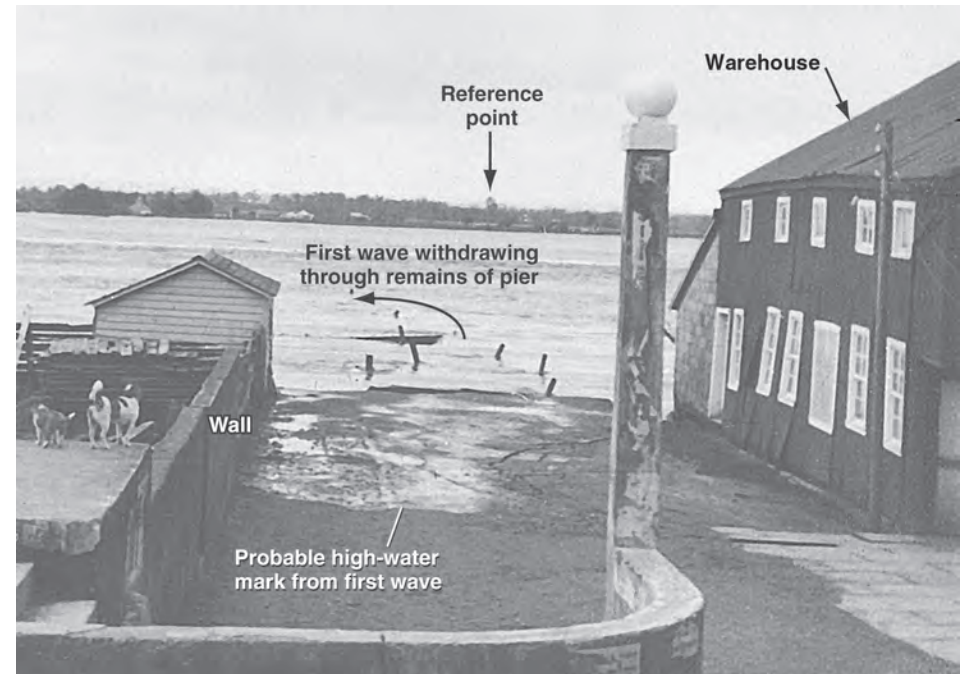 Warehouse
Reference
point
First wave withdrawing
through remains of pier
Wall
Probable high-water
mark from first wave